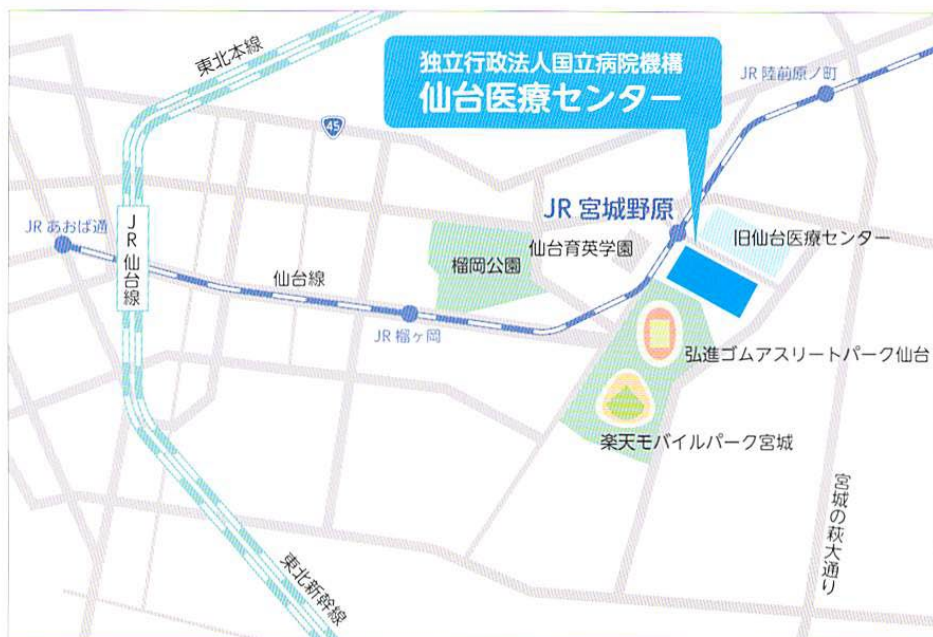 東北本線
独立行政法人国立病院機構
仙台医療センター
JR 陸前原ノ町
45
JR 宮城野原
JR あおば通
JR仙台線
仙台線
榴岡公園
仙台育英学園
旧仙台医療センター
JR 榴ヶ岡
弘進ゴムアスリートパーク仙台
楽天モバイルパーク宮城
宮城の萩大通り
東北新幹線